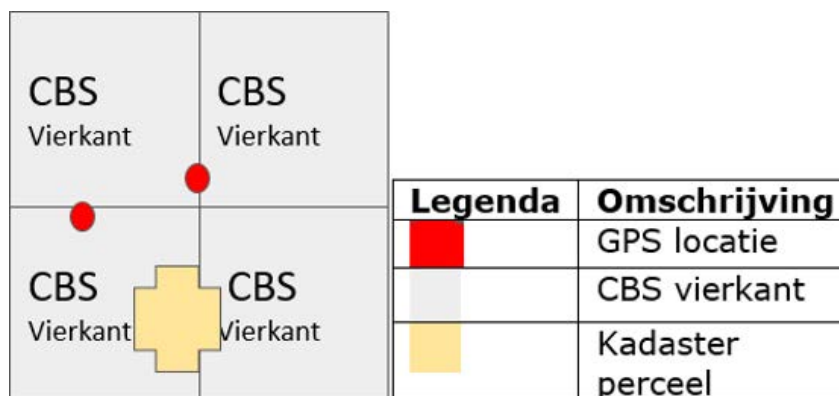 CBS
Vierkant
CBS
Vierkant
CBS
Vierkant
CBS
Vierkant
Legenda Omschrijving
GPS locatie
CBS vierkant
Kadaster
perceel